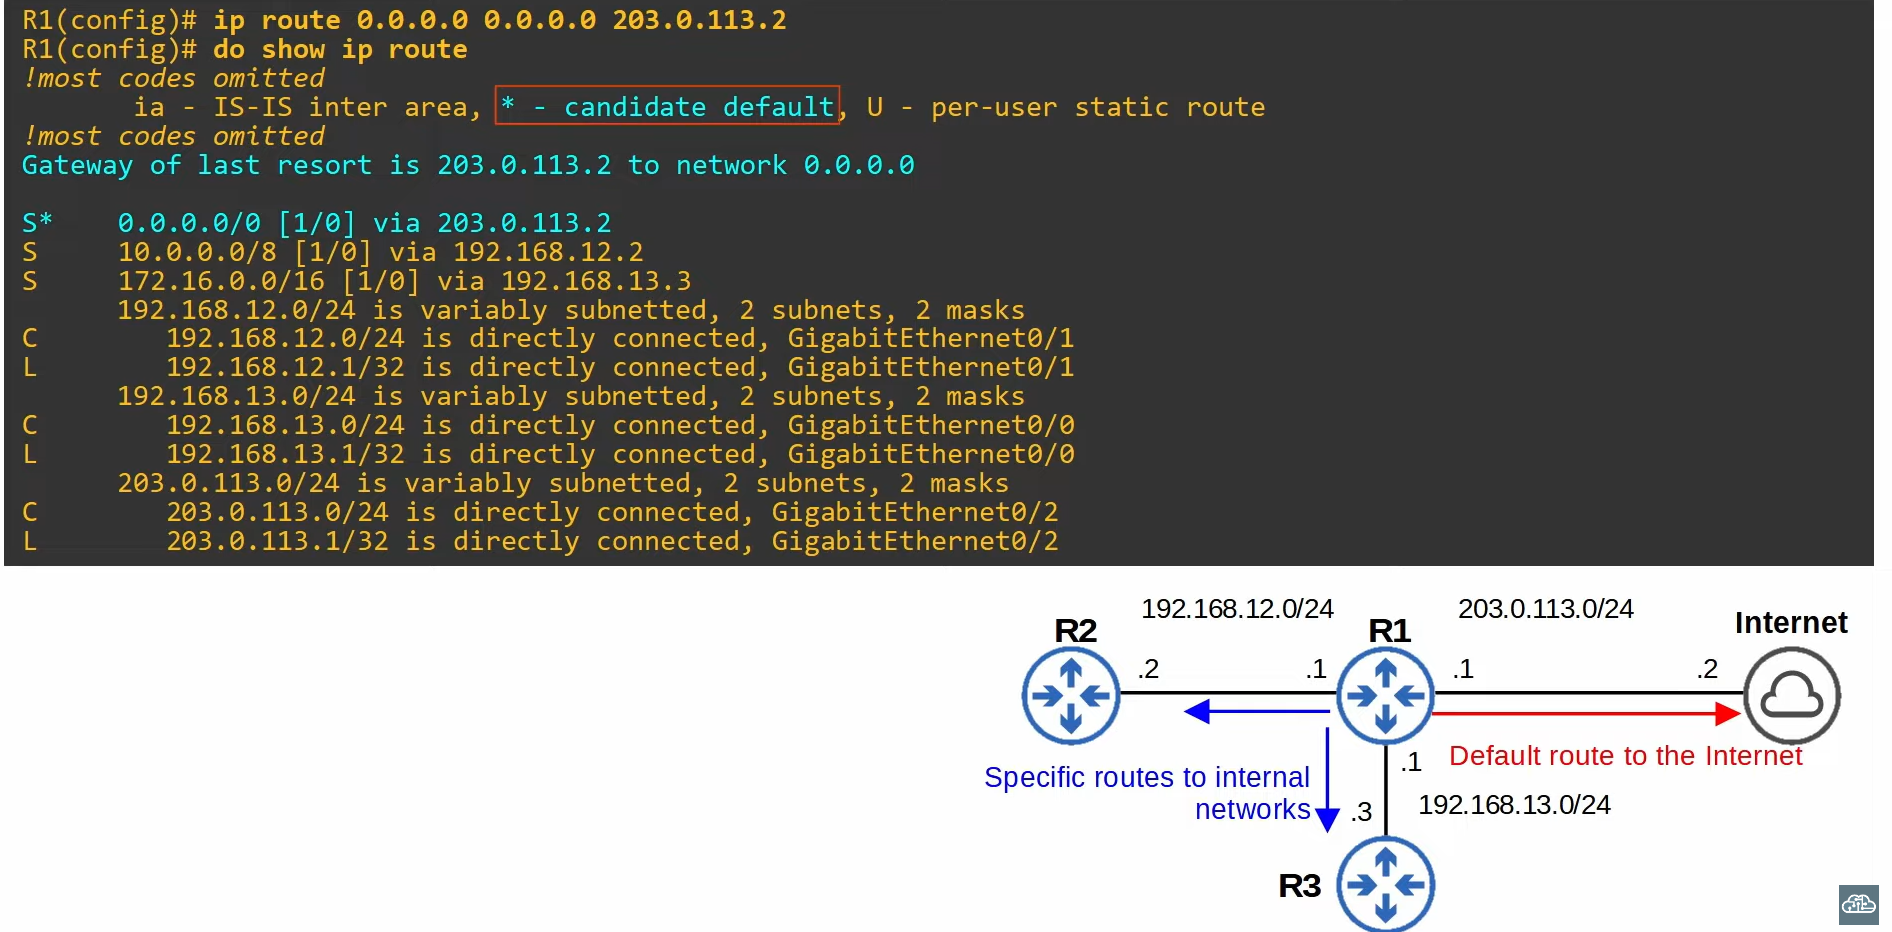 R1(config)# ip route 0.0.0.0 0.0.0.0 203.0.113.2
R1(config)# do show ip route
!most codes omitted
       ia - IS-IS inter area, * - candidate default, U - per-user static route
!most codes omitted
Gateway of last resort is 203.0.113.2 to network 0.0.0.0

S*    0.0.0.0/0 [1/0] via 203.0.113.2
S     10.0.0.0/8 [1/0] via 192.168.12.2
S     172.16.0.0/16 [1/0] via 192.168.13.3
      192.168.12.0/24 is variably subnetted, 2 subnets, 2 masks
C        192.168.12.0/24 is directly connected, GigabitEthernet0/1
L        192.168.12.1/32 is directly connected, GigabitEthernet0/1
      192.168.13.0/24 is variably subnetted, 2 subnets, 2 masks
C        192.168.13.0/24 is directly connected, GigabitEthernet0/0
L        192.168.13.1/32 is directly connected, GigabitEthernet0/0
      203.0.113.0/24 is variably subnetted, 2 subnets, 2 masks
C        203.0.113.0/24 is directly connected, GigabitEthernet0/2
L        203.0.113.1/32 is directly connected, GigabitEthernet0/2
192.168.12.0/24
203.0.113.0/24
Internet
R2
R1
.2
.1
.1
.2
Default route to the Internet
.1
Specific routes to internal
networks
192.168.13.0/24
.3
R3